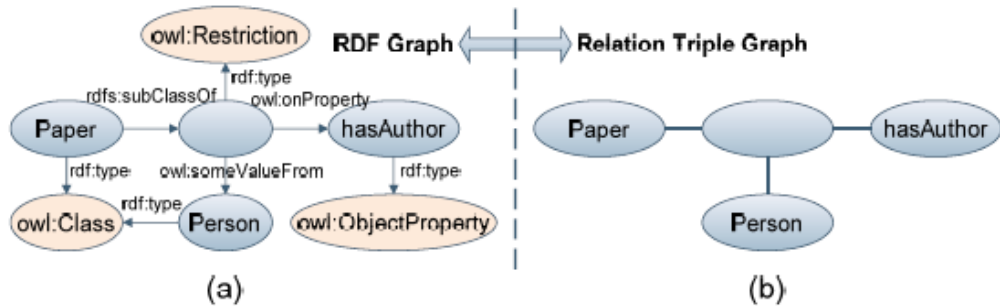 owl:Restriction
RDF Graph
Relation Triple Graph
rdf:type
rdfs:subClassOf
owl:onProperty
Paper
hasAuthor
Paper
hasAuthor
rdf:type
owl:someValueFrom
rdf:type
rdf:type
owl:Class
Person
owl:ObjectProperty
Person
(a)
(b)